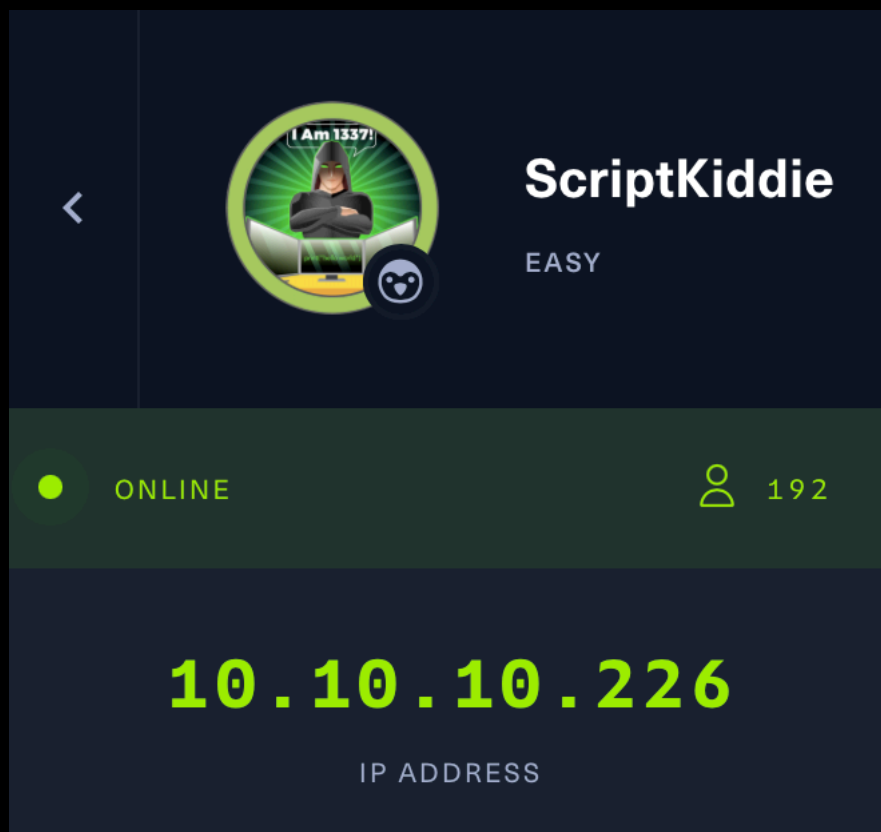 I Am 1337!
ScriptKiddie
EASY
ONLINE
192
10.10.10.226
IP ADDRESS